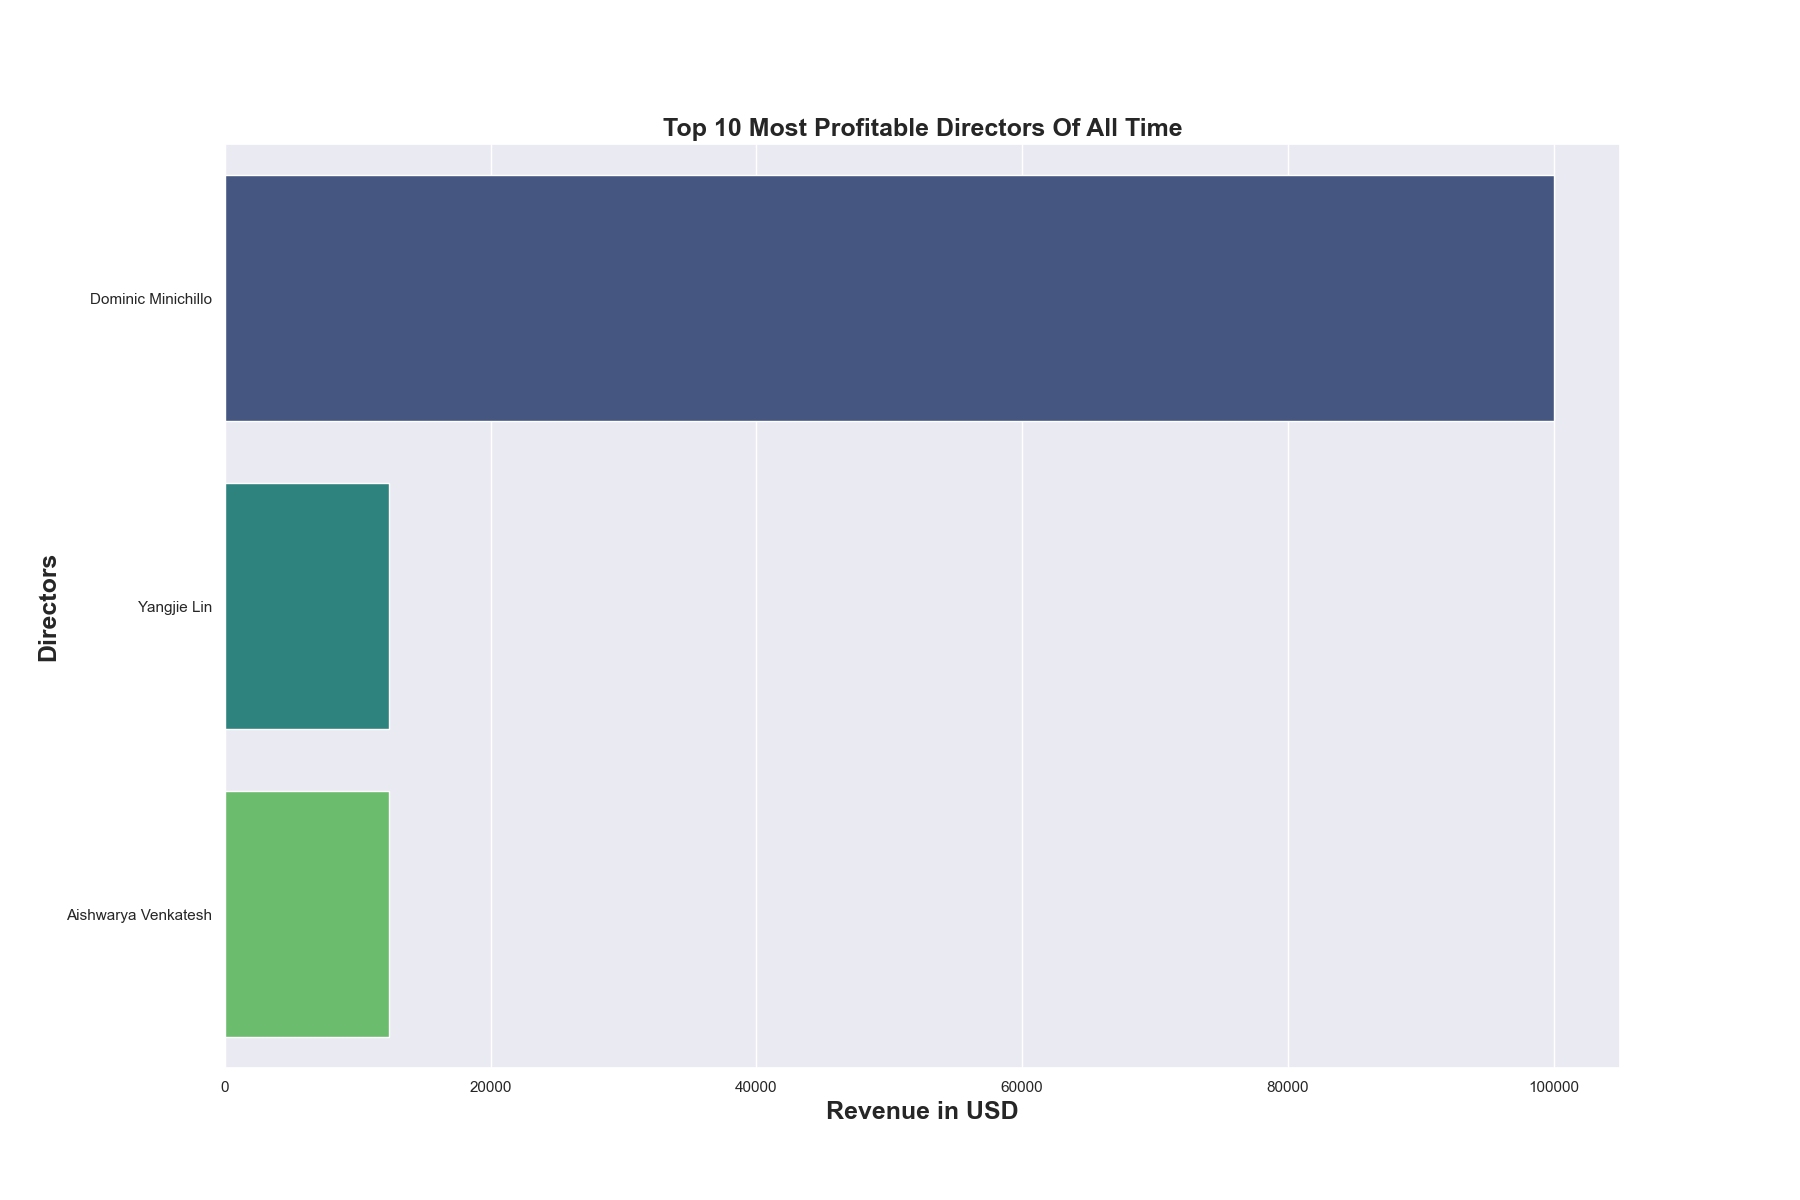 Top 10 Most Profitable Directors Of All Time
Directors
Dominic Minichillo
Yangjie Lin
Aishwarya Venkatesh
0 20000 40000 60000 80000 100000
Revenue in USD